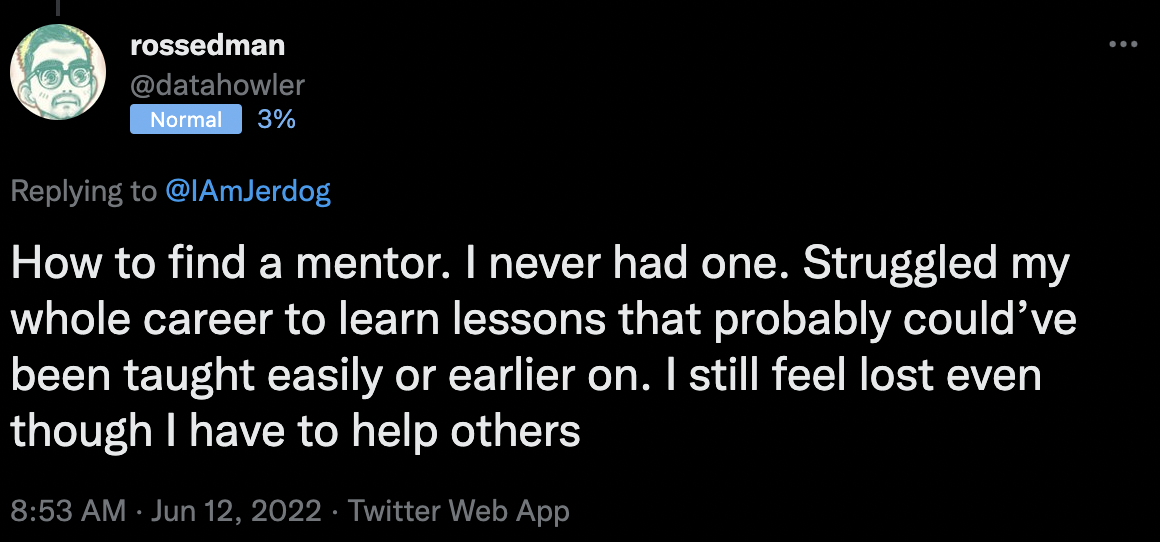 rossedman
@datahowler
Normal 3%
Replying to @IAmJerdog
How to find a mentor. I never had one. Struggled my
whole career to learn lessons that probably could’ve
been taught easily or earlier on. I still feel lost even
though I have to help others
8:53 AM · Jun 12, 2022 · Twitter Web App